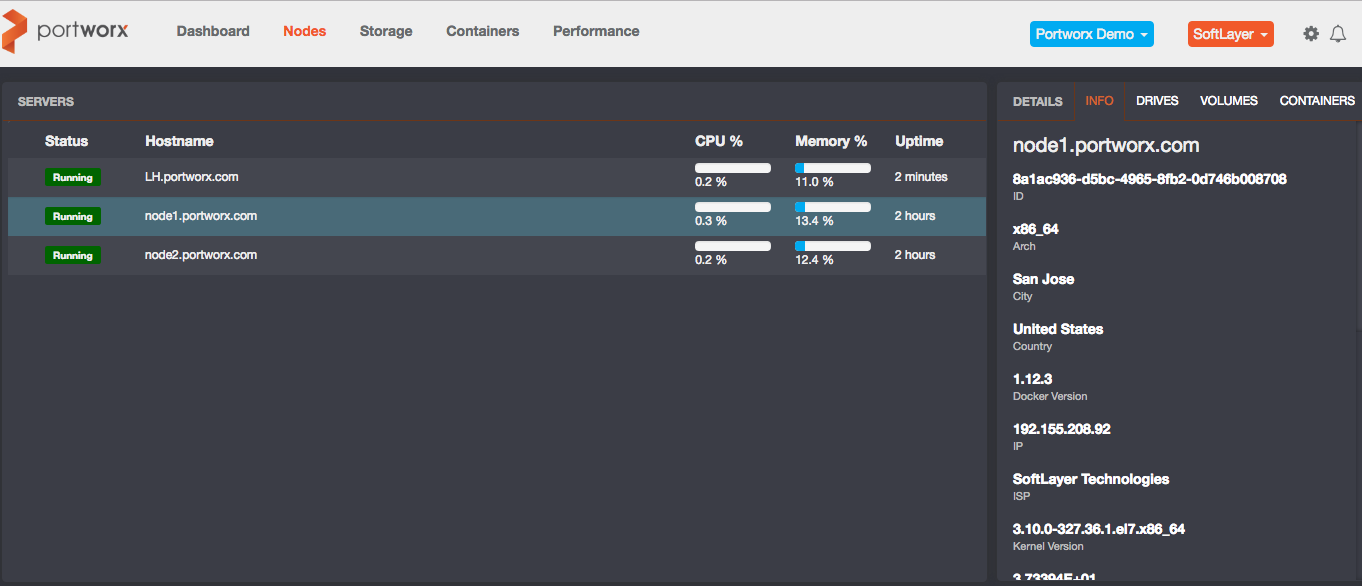 portworx Dashboard Nodes Storage Containers Performance Portworx Demo SoftLayer
SERVERS
Status Hostname CPU % Memory % Uptime
Running LH.portworx.com 0.2 % 11.0 % 2 minutes
Running node1.portworx.com 0.3 % 13.4 % 2 hours
Running node2.portworx.com 0.2 % 12.4 % 2 hours
DETAILS INFO DRIVES VOLUMES CONTAINERS
node1.portworx.com
8a1ac936-d5bc-4965-8fb2-0d746b008708
ID
x86_64
Arch
San Jose
City
United States
Country
1.12.3
Docker Version
192.155.208.92
IP
SoftLayer Technologies
ISP
3.10.0-327.36.1.el7.x86_64
Kernel Version
3.73394E+01